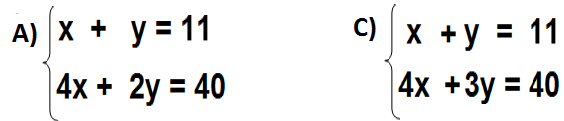 A) x + y = 11
4x + 2y = 40
C) x + y = 11
4x + 3y = 40